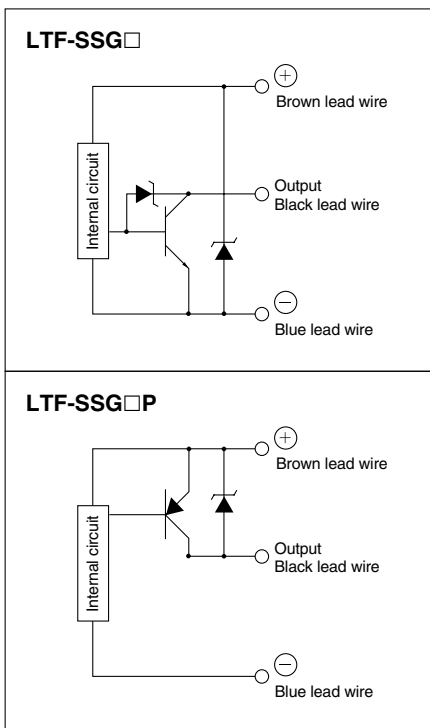 LTF-SSG□
⊕
Brown lead wire
Internal circuit
Output
Black lead wire
⊖
Blue lead wire
LTF-SSG□P
⊕
Brown lead wire
Internal circuit
Output
Black lead wire
⊖
Blue lead wire